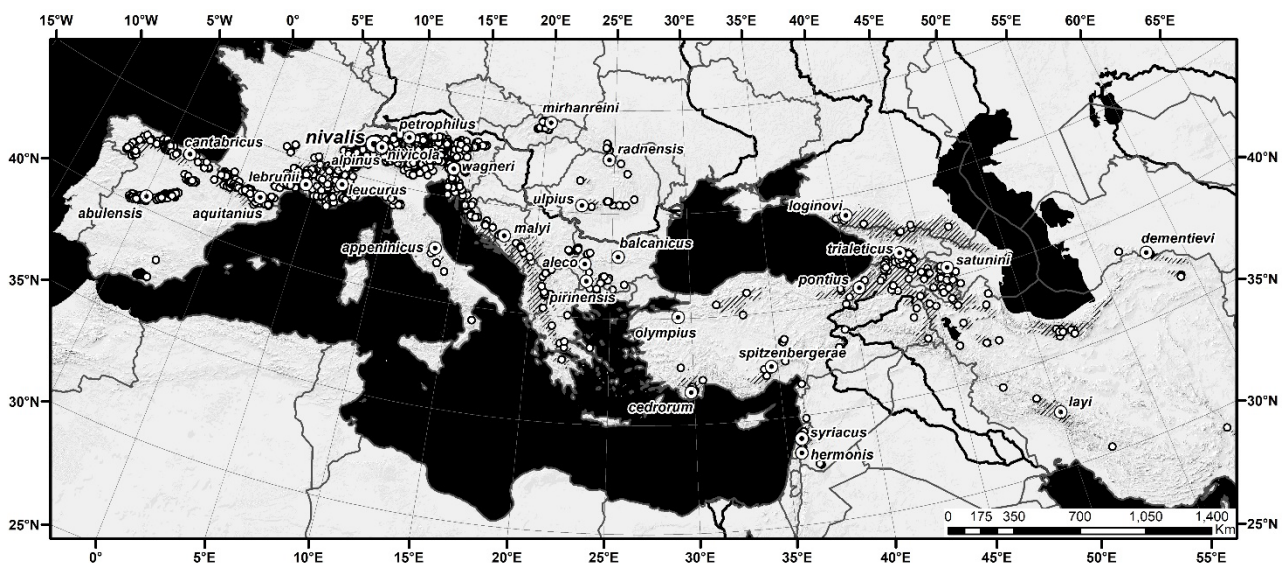 15°W 10°W 5°W 0° 5°E 10°E 15°E 20°E 25°E 30°E 35°E 40°E 45°E 50°E 55°E 60°E 65°E
mirhanreini
petrophilus
cantabricus
nivalis
radnensis
40°N
alpinus
nivicola
wagneri
40°N
lebrunii
leucurus
ulpius
loginovi
abulensis
aquitanius
malyi
balcanicus
trialeticus
dementievi
appeninicus
aleco
satunini
35°N
pontius
35°N
pirinensis
olympius
spitzenbergerae
30°N
cedrorum
layi
30°N
syriacus
hermonis
25°N
0 175 350 700 1,050 1,400
Km
25°N
0° 5°E 10°E 15°E 20°E 25°E 30°E 35°E 40°E 45°E 50°E 55°E